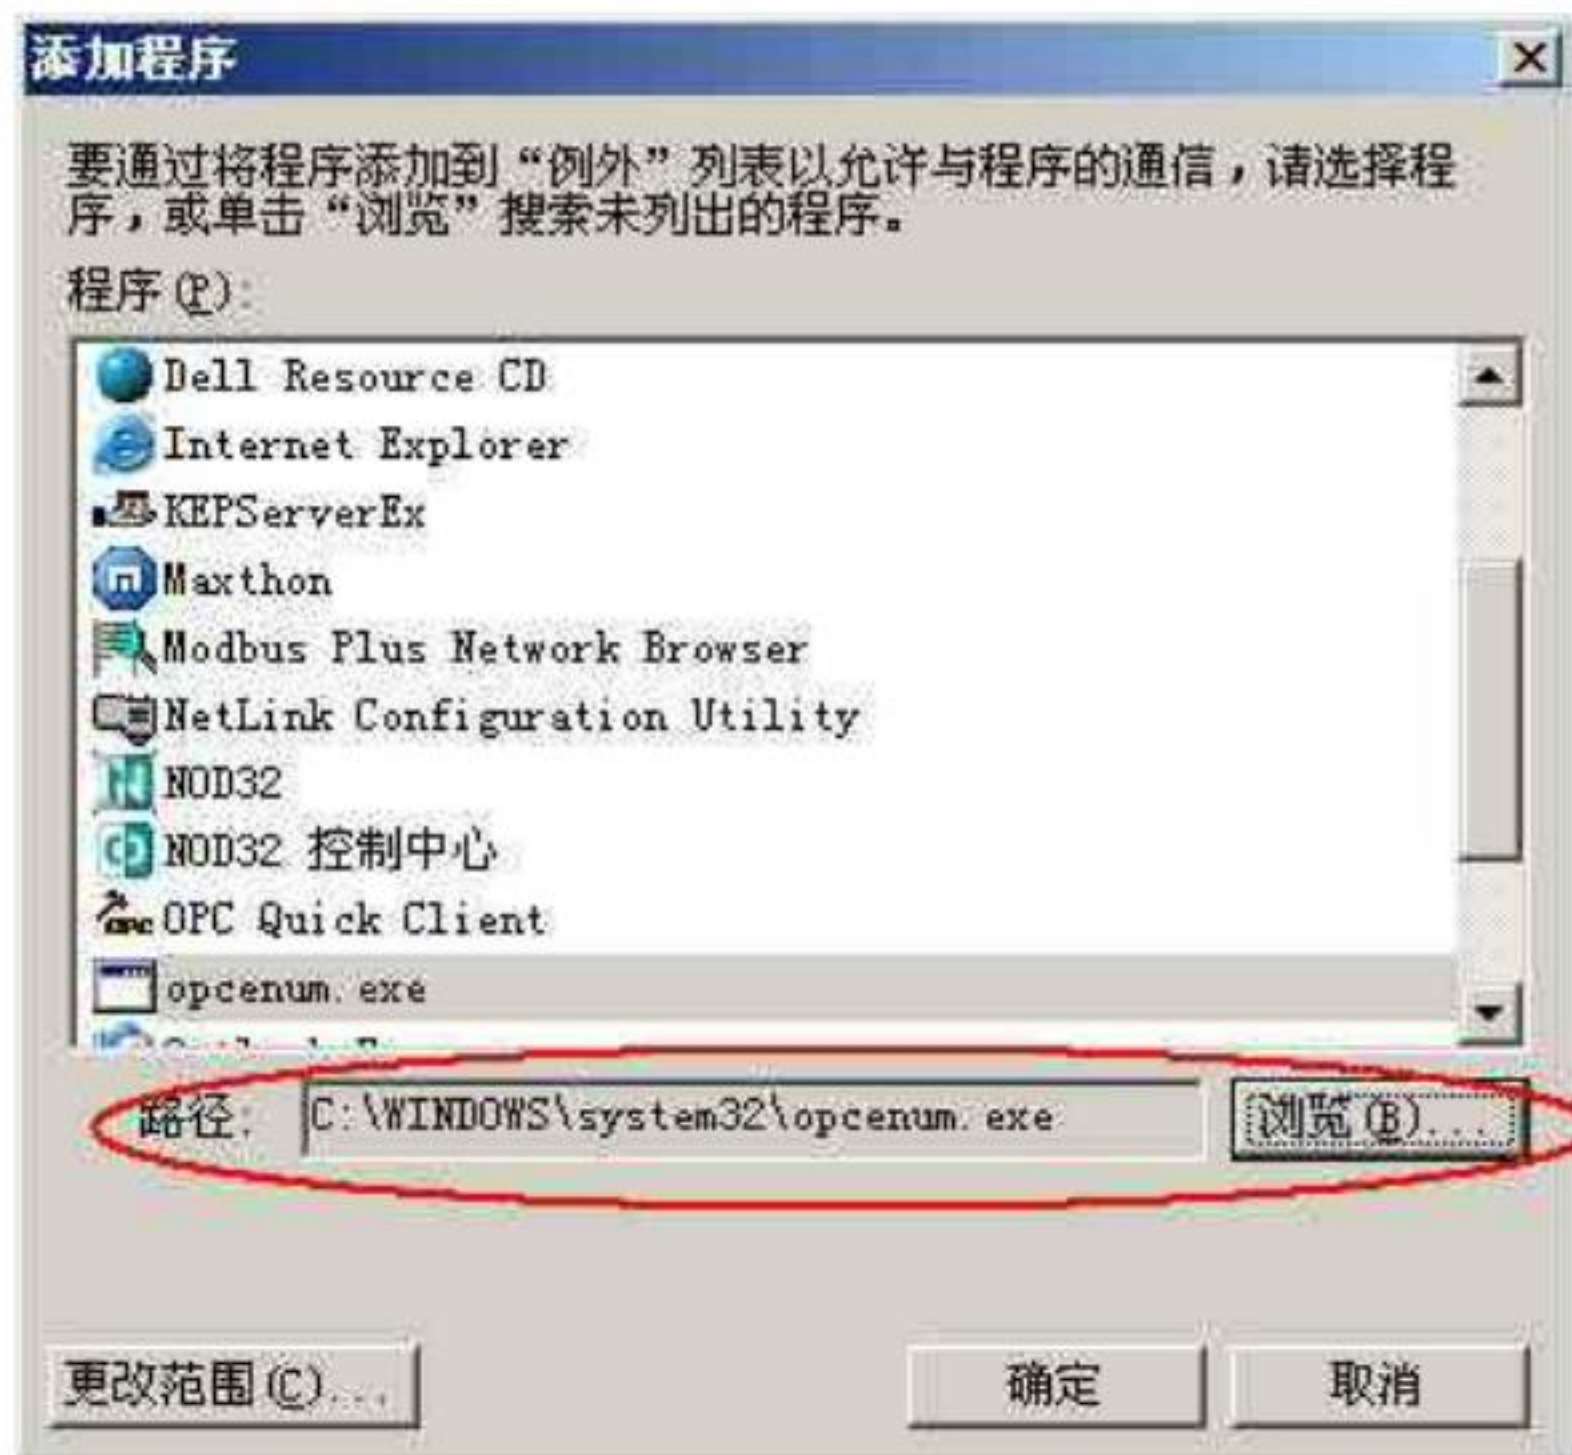 添加程序
要通过将程序添加到“例外”列表以允许与程序的通信，请选择程
序，或单击“浏览”搜索未列出的程序。
程序(P):
Dell Resource CD
Internet Explorer
KEPServerEx
Maxthon
Modbus Plus Network Browser
NetLink Configuration Utility
NOD32
NOD32 控制中心
OPC Quick Client
opcenum.exe
路径: C:\WINDOWS\system32\opcenum.exe 浏览(B)...
更改范围(C)... 确定 取消